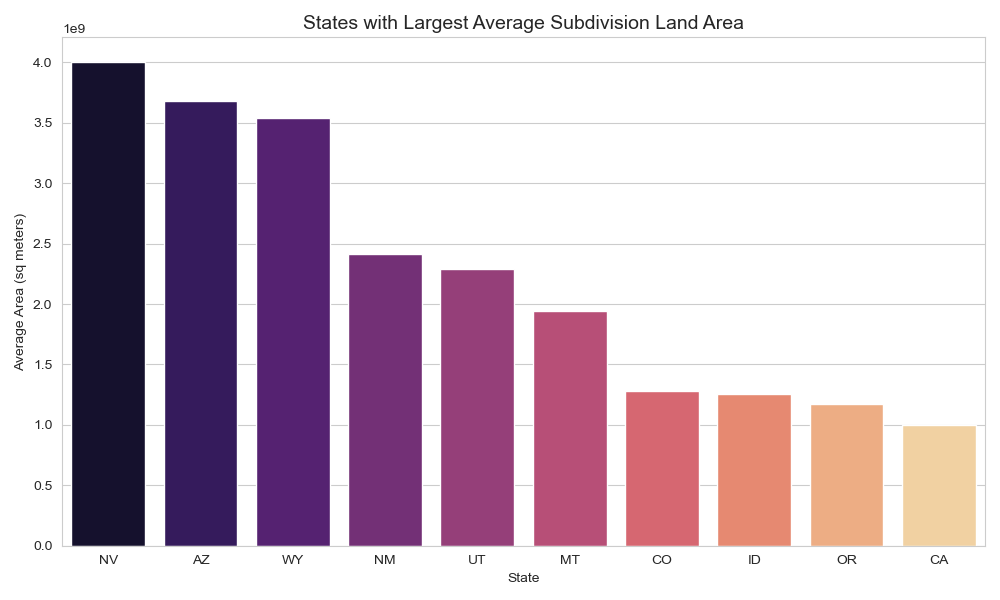 States with Largest Average Subdivision Land Area
1e9
4.0
3.5
3.0
2.5
2.0
1.5
1.0
0.5
0.0
Average Area (sq meters)
NV AZ WY NM UT MT CO ID OR CA
State